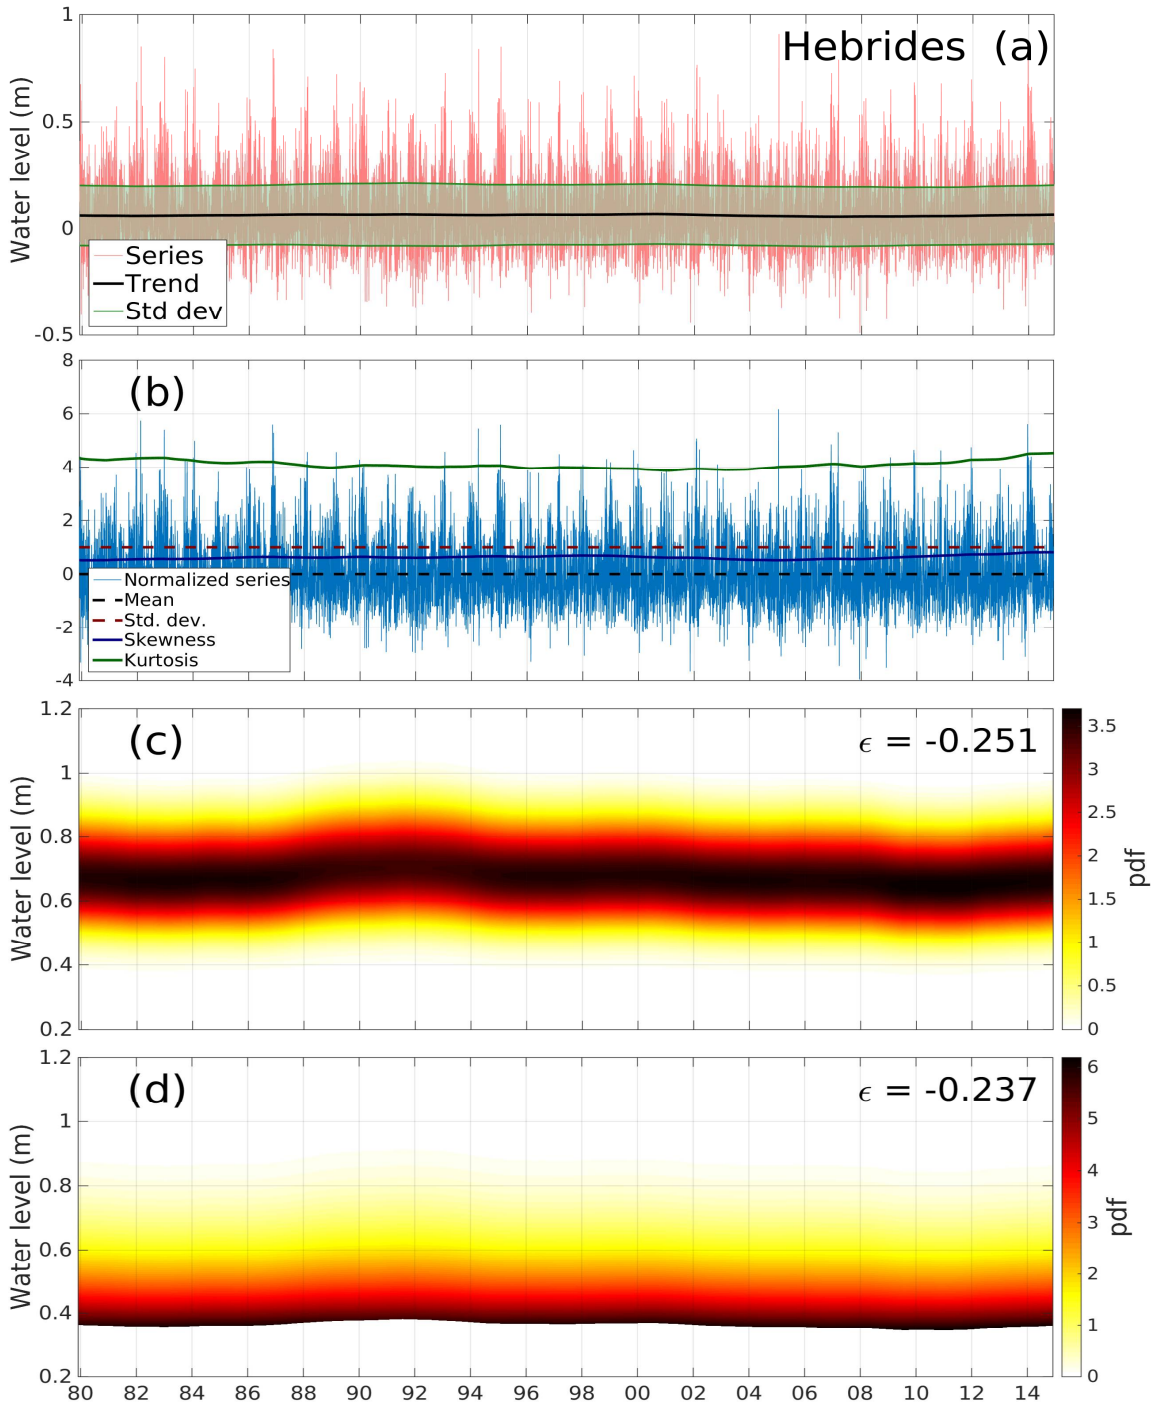 Hebrides (a)
Water level (m)
1
0.5
0
-0.5
Series
Trend
Std dev
(b)
8
6
4
2
0
-2
-4
Normalized series
Mean
Std. dev.
Skewness
Kurtosis
(c)
ϵ = -0.251
Water level (m)
1.2
1
0.8
0.6
0.4
0.2
3.5
3
2.5
2
1.5
1
0.5
0
pdf
(d)
ϵ = -0.237
Water level (m)
1.2
1
0.8
0.6
0.4
0.2
6
5
4
3
2
1
0
pdf
80 82 84 86 88 90 92 94 96 98 00 02 04 06 08 10 12 14